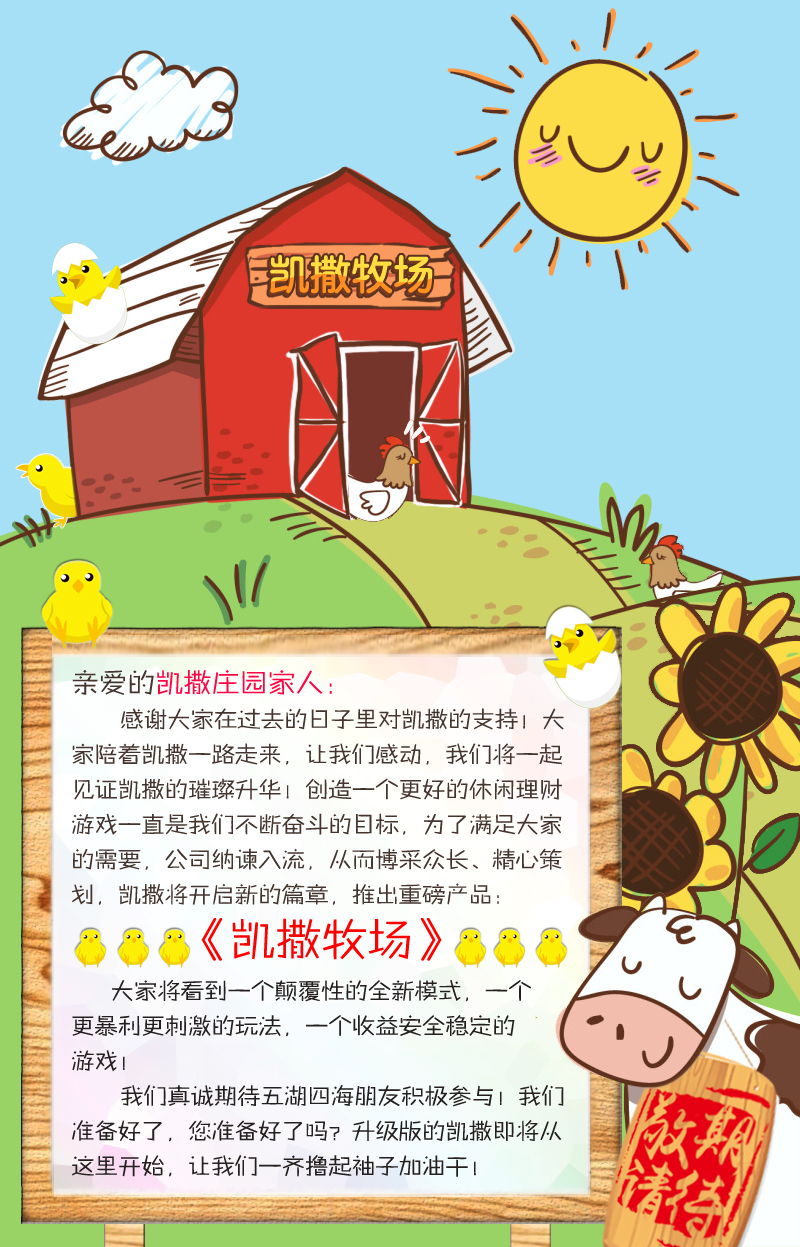 凯撒牧场
亲爱的凯撒庄园家人：
感谢大家在过去的日子里对凯撒的支持！大
家陪着凯撒一路走来，让我们感动，我们将一起
见证凯撒的璀璨升华！创造一个更好的休闲理财
游戏一直是我们不断奋斗的目标，为了满足大家
的需要，公司纳谏入流，从而博采众长、精心策
划，凯撒将开启新的篇章，推出重磅产品：
《凯撒牧场》
大家将看到一个颠覆性的全新模式，一个
更暴利更刺激的玩法，一个收益安全稳定的
游戏！
我们真诚期待五湖四海朋友积极参与！我们
准备好了，您准备好了吗？升级版的凯撒即将从
这里开始，让我们一齐撸起袖子加油干！
敬请
期待